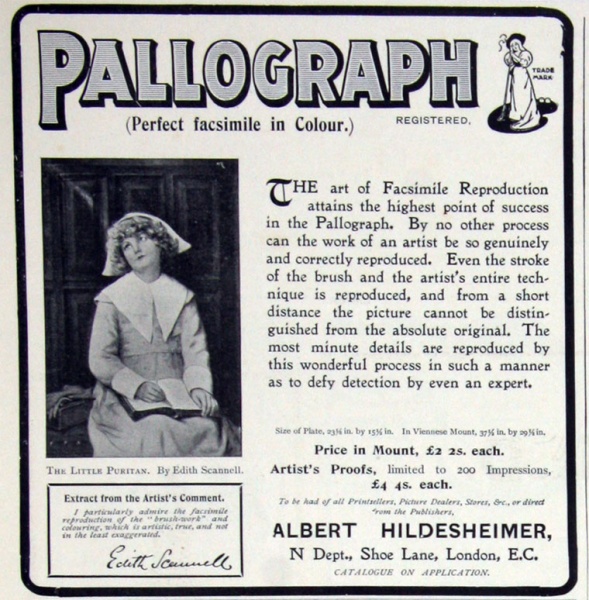 PALLOGRAPH
TRADE
MARK
(Perfect facsimile in Colour.)
REGISTERED.
THE art of Facsimile Reproduction
attains the highest point of success
in the Pallograph. By no other process
can the work of an artist be so genuinely
and correctly reproduced. Even the stroke
of the brush and the artist's entire tech-
nique is reproduced, and from a short
distance the picture cannot be distin-
guished from the absolute original. The
most minute details are reproduced by
this wonderful process in such a manner
as to defy detection by even an expert.
THE LITTLE PURITAN. By Edith Scannell.
Extract from the Artist's Comment.
I particularly admire the facsimile
reproduction of the "brush-work" and
colouring, which is artistic, true, and not
in the least exaggerated.
Edith Scannell
Size of Plate, 23¼ in. by 15¾ in. In Viennese Mount, 37½ in. by 29¾ in.
Price in Mount, £2 2s. each.
Artist's Proofs, limited to 200 Impressions,
£4 4s. each.
To be had of all Printsellers, Picture Dealers, Stores, &c., or direct
from the Publishers,
ALBERT HILDESHEIMER,
N Dept., Shoe Lane, London, E.C.
CATALOGUE ON APPLICATION.